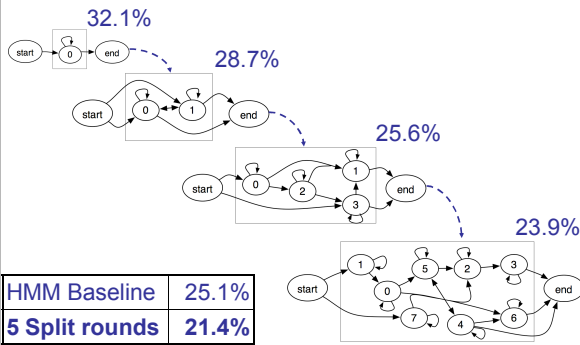 32.1%
start 0 end
28.7%
start 0 1 end
25.6%
start 0 2 1 3 end
23.9%
start 1 0 7 5 4 2 3 6 end
HMM Baseline 25.1%
5 Split rounds 21.4%